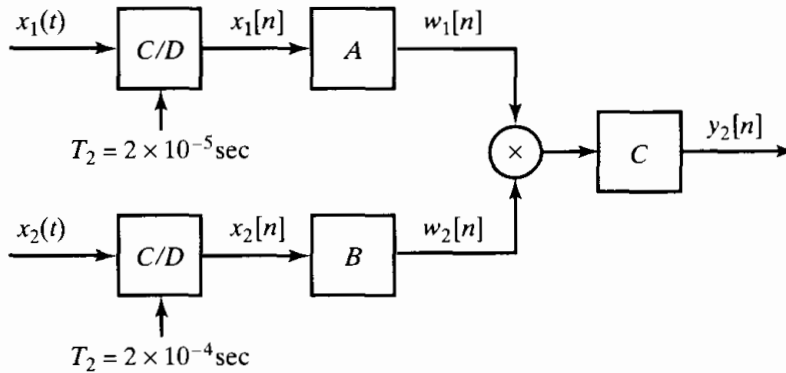 x₁(t)
C/D
x₁[n]
A
w₁[n]
T₂ = 2 × 10⁻⁵ sec
×
C
y₂[n]
x₂(t)
C/D
x₂[n]
B
w₂[n]
T₂ = 2 × 10⁻⁴ sec